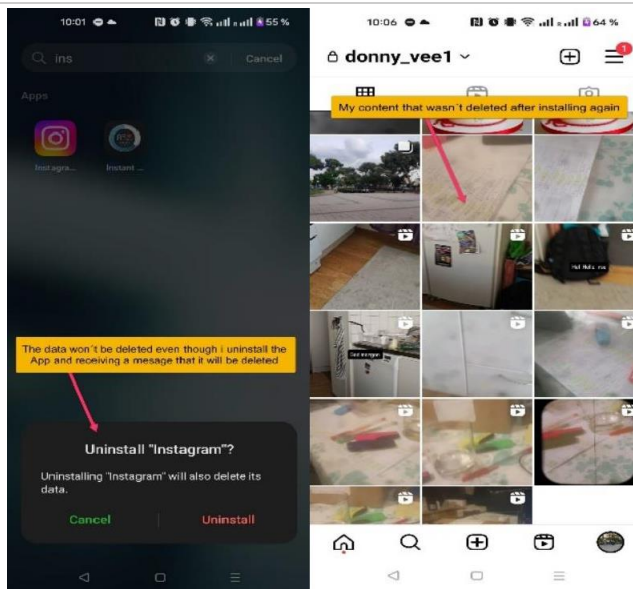 10:01
55 %
ins
Cancel
Apps
Instagra...
Instant ...
The data won´t be deleted even though i uninstall the
App and receiving a mesage that it will be deleted
Uninstall "Instagram"?
Uninstalling "Instagram" will also delete its
data.
Cancel
Uninstall
10:06
64 %
donny_vee1
1
My content that wasn´t deleted after installing again